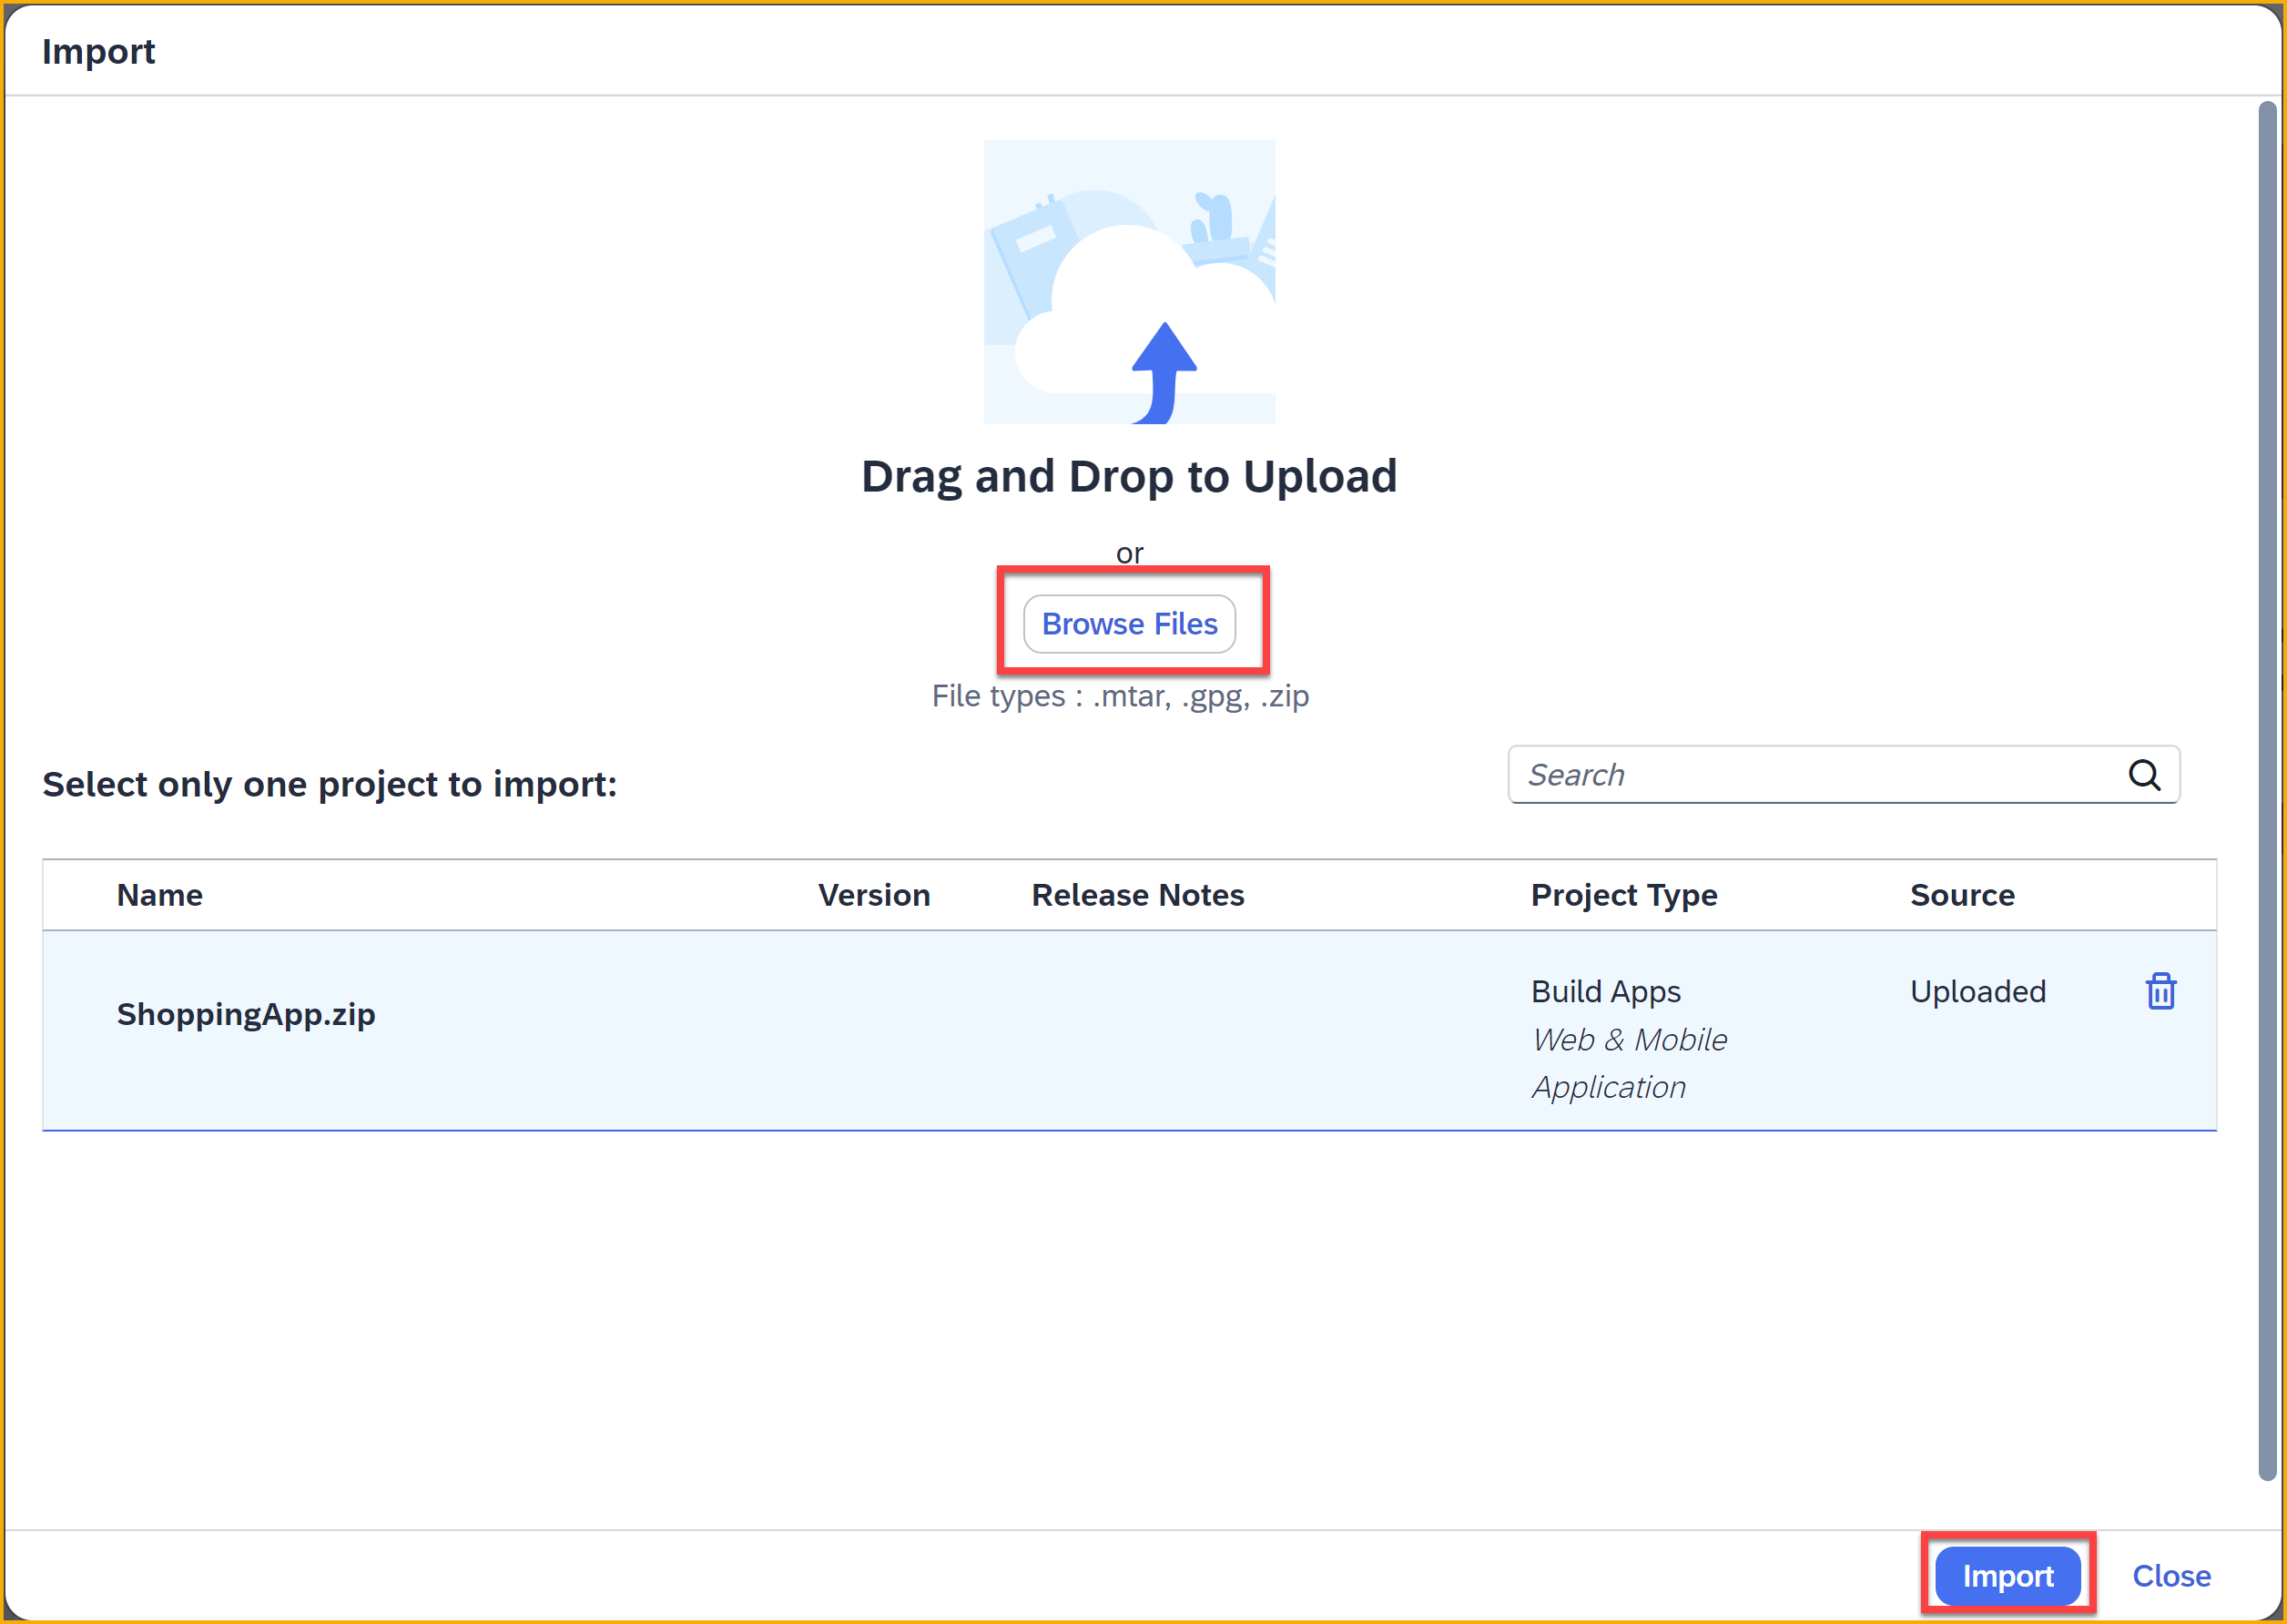 Import
Drag and Drop to Upload
or
Browse Files
File types : .mtar, .gpg, .zip
Select only one project to import:
Search
Name Version Release Notes Project Type Source
ShoppingApp.zip
Build Apps
Web & Mobile
Application
Uploaded
Import Close